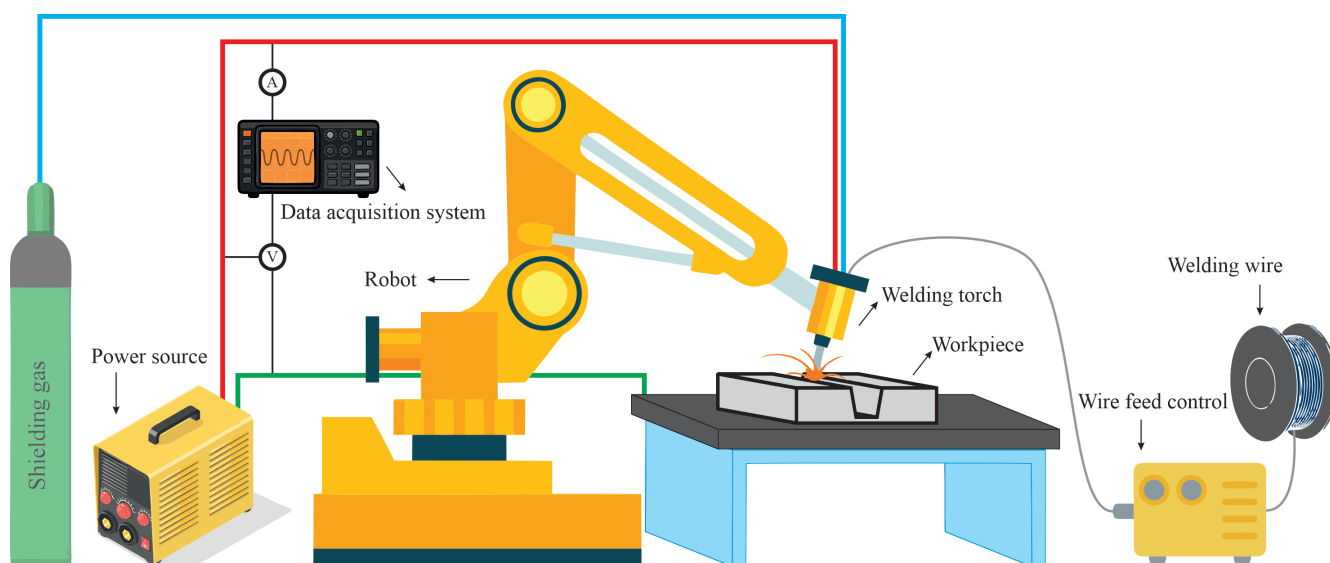 A
Data acquisition system
V
Robot
Welding torch
Welding wire
Power source
Workpiece
Wire feed control
Shielding gas